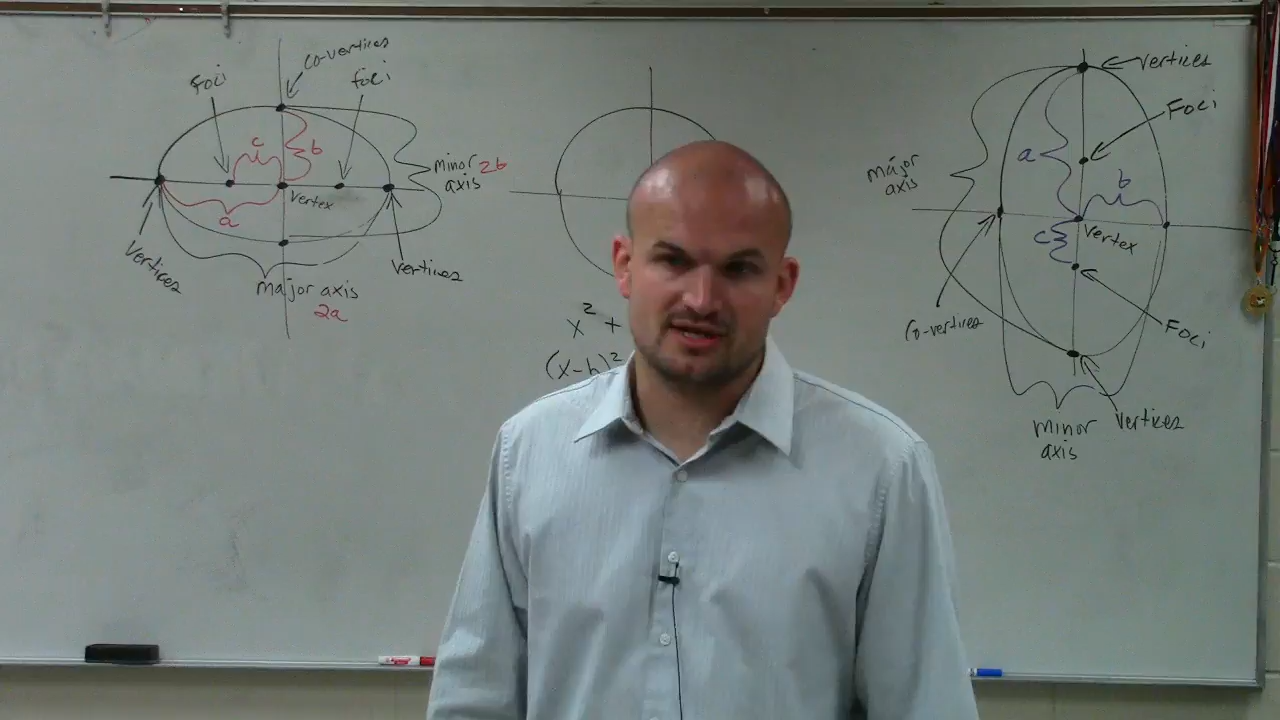 co-vertices
Foci
foci
c
b
minor 2b
axis
vertex
a
vertices
vertices
major axis
2a
x² +
(x-h)²
vertices
Foci
major
axis
a
b
c
vertex
Co-vertices
Foci
minor
axis
vertices